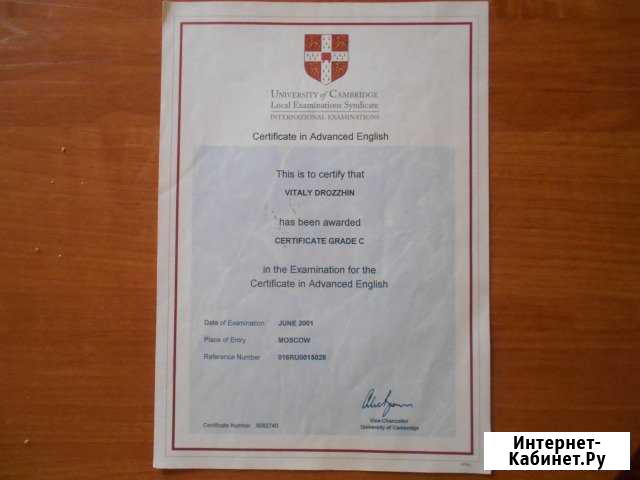 UNIVERSITY of CAMBRIDGE
Local Examinations Syndicate
INTERNATIONAL EXAMINATIONS
Certificate in Advanced English
This is to certify that
VITALY DROZZHIN
has been awarded
CERTIFICATE GRADE C
in the Examination for the
Certificate in Advanced English
Date of Examination JUNE 2001
Place of Entry MOSCOW
Reference Number 016RU0015028
Vice-Chancellor
University of Cambridge
Certificate Number
Интернет-
Кабинет.Ру